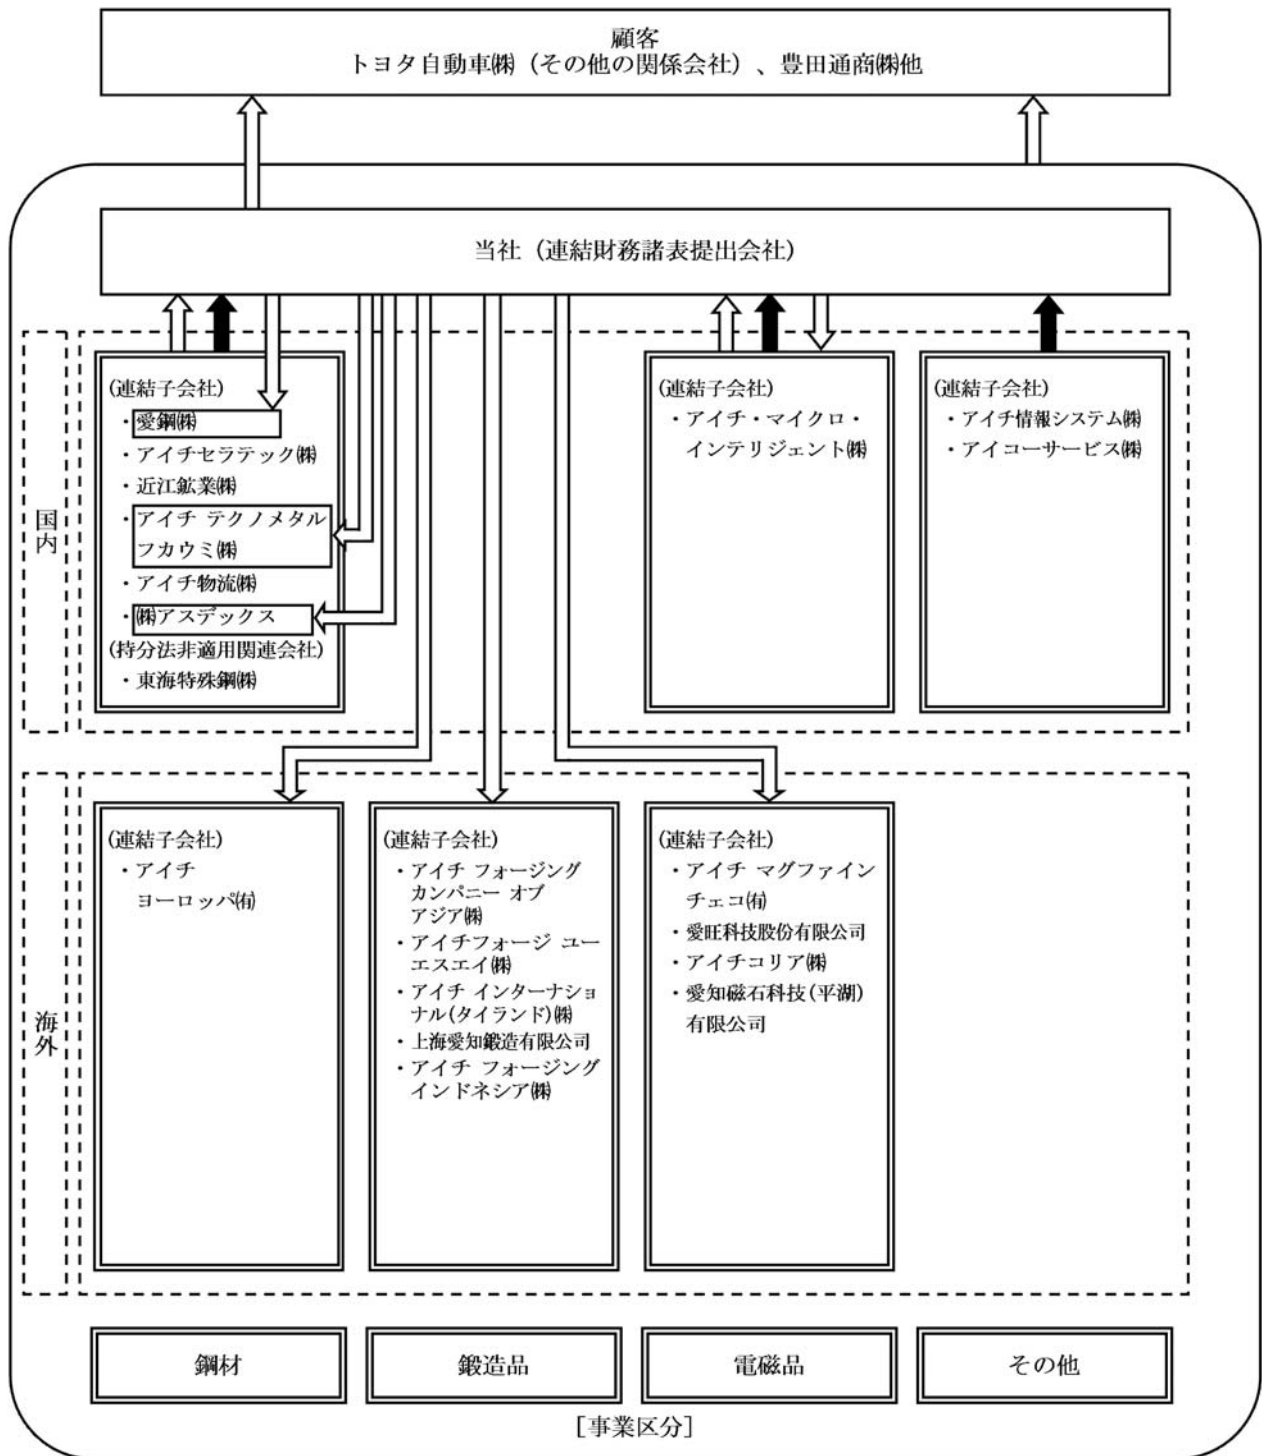 顧客
トヨタ自動車㈱（その他の関係会社）、豊田通商㈱他
当社（連結財務諸表提出会社）
国内
(連結子会社)
・愛鋼㈱
・アイチセラテック㈱
・近江鉱業㈱
・アイチ テクノメタル
フカウミ㈱
・アイチ物流㈱
・㈱アスデックス
(持分法非適用関連会社)
・東海特殊鋼㈱
(連結子会社)
・アイチ・マイクロ・
インテリジェント㈱
(連結子会社)
・アイチ情報システム㈱
・アイコーサービス㈱
海外
(連結子会社)
・アイチ
ヨーロッパ㈲
(連結子会社)
・アイチ フォージング
カンパニー オブ
アジア㈱
・アイチフォージ ユー
エスエイ㈱
・アイチ インターナショ
ナル(タイランド)㈱
・上海愛知鍛造有限公司
・アイチ フォージング
インドネシア㈱
(連結子会社)
・アイチ マグファイン
チェコ㈲
・愛旺科技股份有限公司
・アイチコリア㈱
・愛知磁石科技(平湖)
有限公司
鋼材
鍛造品
電磁品
その他
[事業区分]